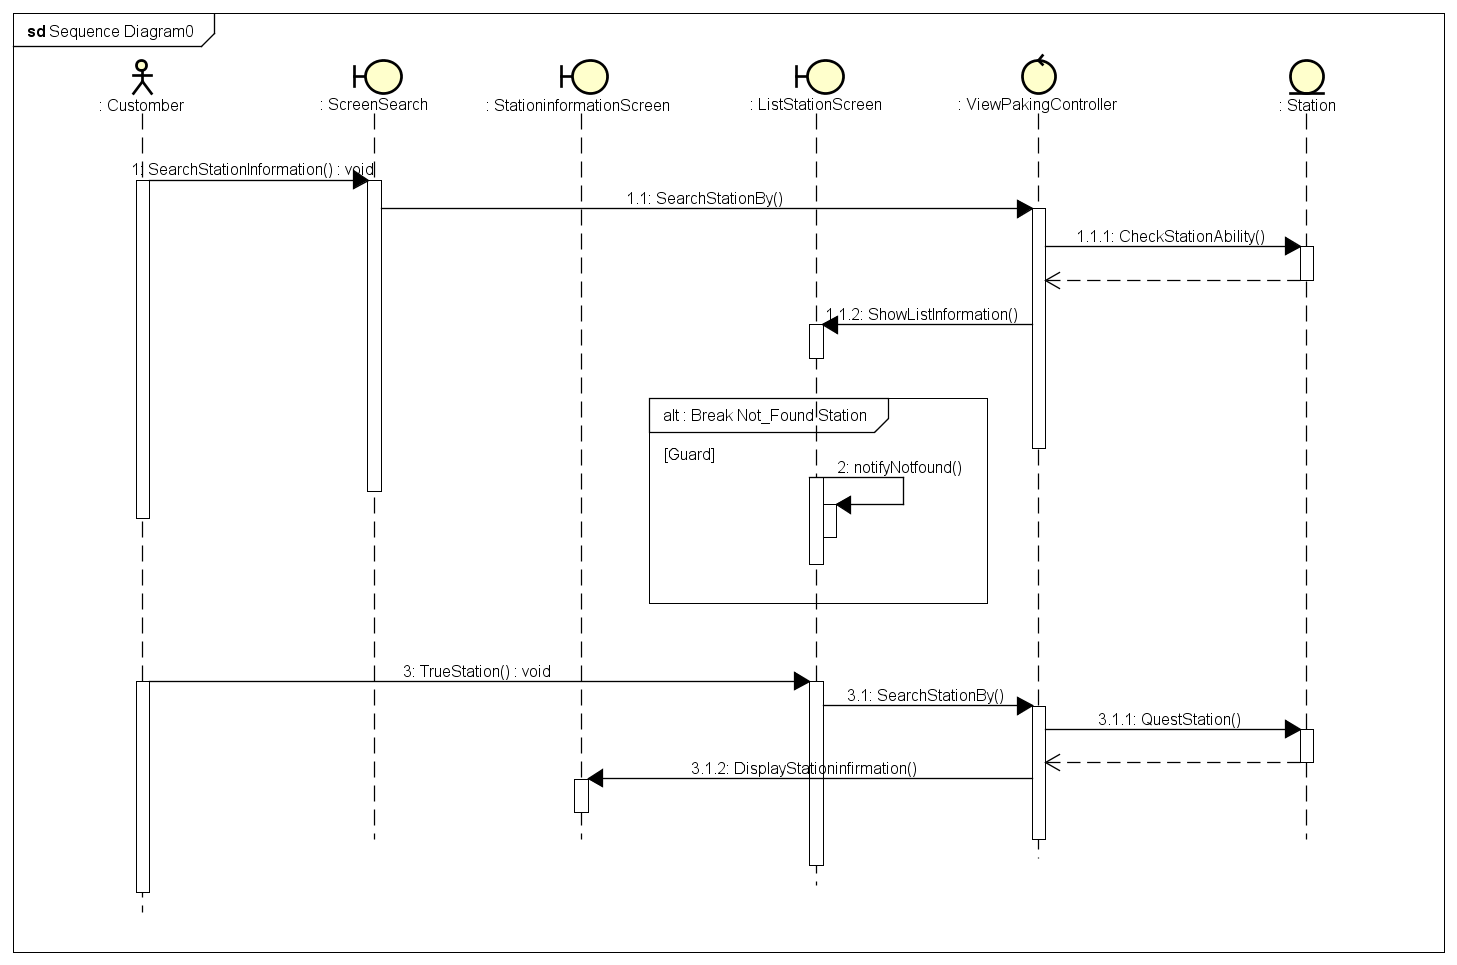 sd Sequence Diagram0
: Customber
: ScreenSearch
: StationinformationScreen
: ListStationScreen
: ViewPakingController
: Station
1: SearchStationInformation() : void
1.1: SearchStationBy()
1.1.1: CheckStationAbility()
1.1.2: ShowListInformation()
alt : Break Not_Found Station
[Guard]
2: notifyNotfound()
3: TrueStation() : void
3.1: SearchStationBy()
3.1.1: QuestStation()
3.1.2: DisplayStationinfirmation()